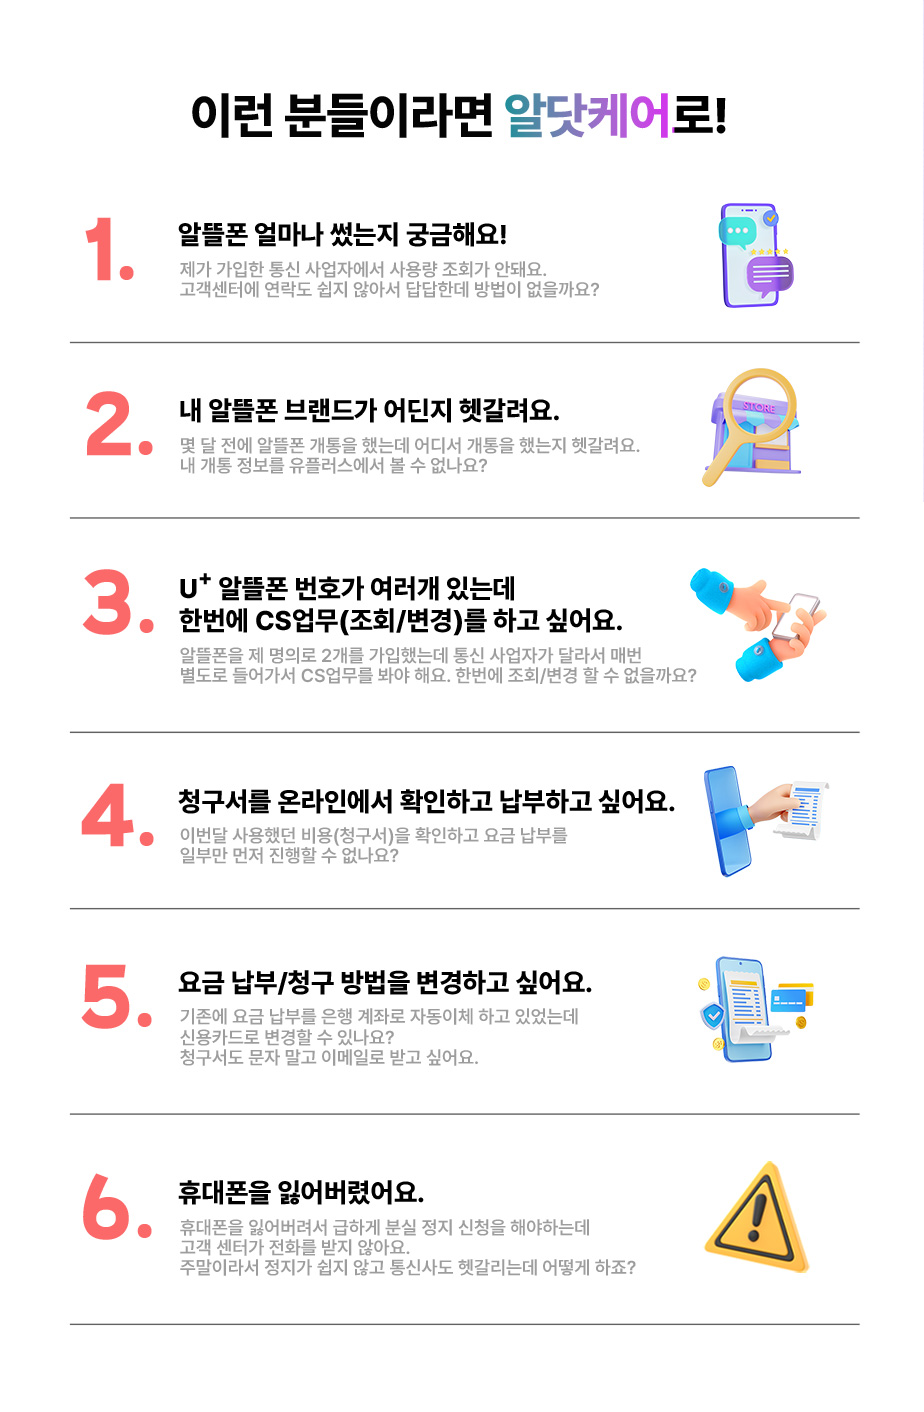 이런 분들이라면 알닷케어로!
1.
알뜰폰 얼마나 썼는지 궁금해요!
제가 가입한 통신 사업자에서 사용량 조회가 안돼요.
고객센터에 연락도 쉽지 않아서 답답한데 방법이 없을까요?
2.
내 알뜰폰 브랜드가 어딘지 헷갈려요.
몇 달 전에 알뜰폰 개통을 했는데 어디서 개통을 했는지 헷갈려요.
내 개통 정보를 유플러스에서 볼 수 없나요?
STORE
3.
U+ 알뜰폰 번호가 여러개 있는데
한번에 CS업무(조회/변경)를 하고 싶어요.
알뜰폰을 제 명의로 2개를 가입했는데 통신 사업자가 달라서 매번
별도로 들어가서 CS업무를 봐야 해요. 한번에 조회/변경 할 수 없을까요?
4.
청구서를 온라인에서 확인하고 납부하고 싶어요.
이번달 사용했던 비용(청구서)을 확인하고 요금 납부를
일부만 먼저 진행할 수 없나요?
5.
요금 납부/청구 방법을 변경하고 싶어요.
기존에 요금 납부를 은행 계좌로 자동이체 하고 있었는데
신용카드로 변경할 수 있나요?
청구서도 문자 말고 이메일로 받고 싶어요.
6.
휴대폰을 잃어버렸어요.
휴대폰을 잃어버려서 급하게 분실 정지 신청을 해야하는데
고객 센터가 전화를 받지 않아요.
주말이라서 정지가 쉽지 않고 통신사도 헷갈리는데 어떻게 하죠?